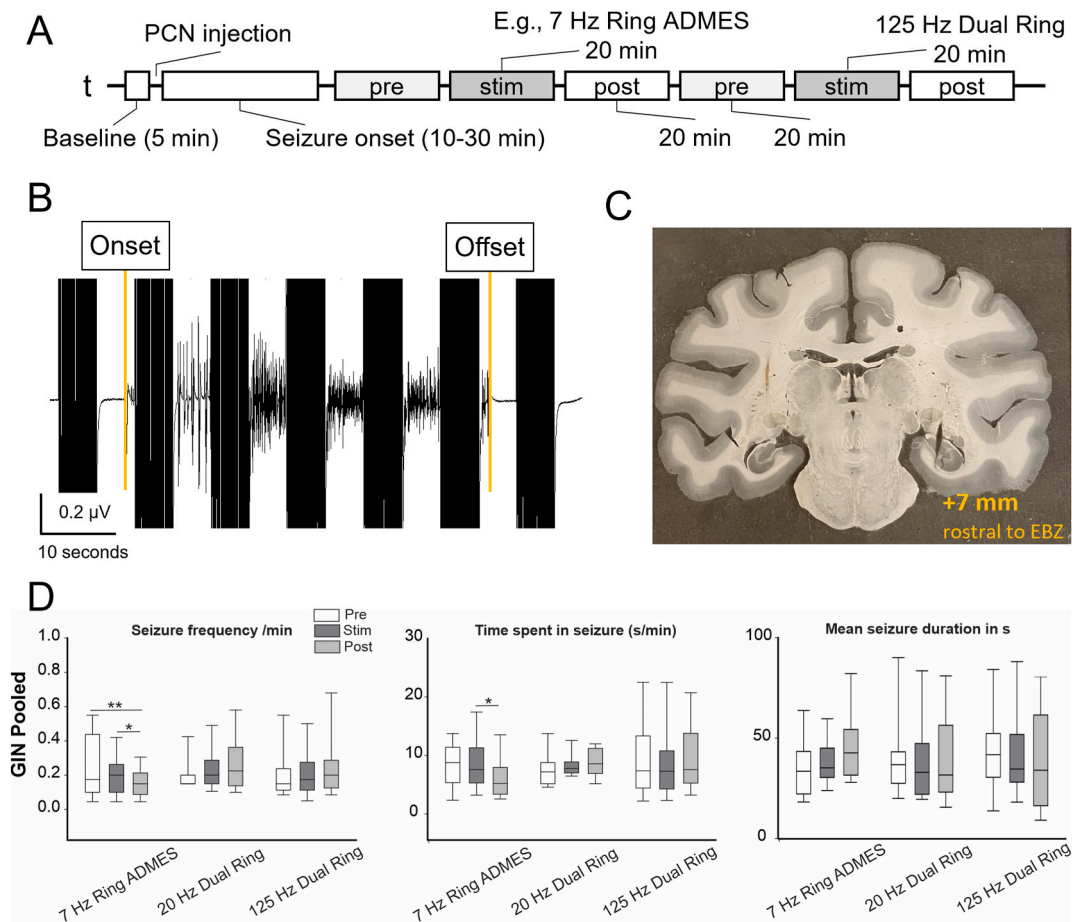 A
PCN injection
E.g., 7 Hz Ring ADMES
20 min
125 Hz Dual Ring
20 min
t
pre
stim
post
pre
stim
post
Baseline (5 min)
Seizure onset (10-30 min)
20 min
20 min
B
Onset
Offset
0.2 µV
10 seconds
C
+7 mm
rostral to EBZ
D
Pre
Stim
Post
GIN Pooled
Seizure frequency /min
1.0
0.8
0.6
0.4
0.2
0.0
**
*
7 Hz Ring ADMES
20 Hz Dual Ring
125 Hz Dual Ring
Time spent in seizure (s/min)
30
20
10
0
*
7 Hz Ring ADMES
20 Hz Dual Ring
125 Hz Dual Ring
Mean seizure duration in s
100
50
0
7 Hz Ring ADMES
20 Hz Dual Ring
125 Hz Dual Ring